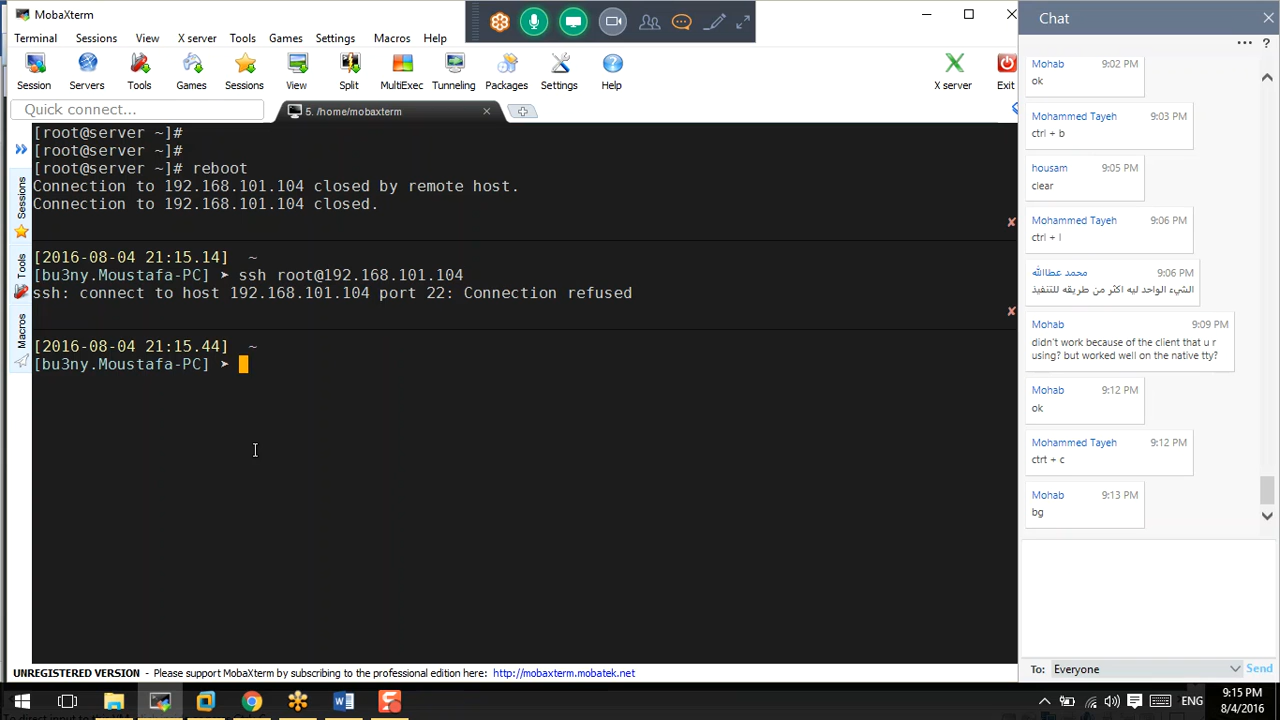 MobaXterm
Terminal Sessions View X server Tools Games Settings Macros Help
Session Servers Tools Games Sessions View Split MultiExec Tunneling Packages Settings Help X server Exit
Quick connect...
5. /home/mobaxterm
[root@server ~]#
[root@server ~]#
[root@server ~]# reboot
Connection to 192.168.101.104 closed by remote host.
Connection to 192.168.101.104 closed.
[2016-08-04 21:15.14] ~
[bu3ny.Moustafa-PC] ➤ ssh root@192.168.101.104
ssh: connect to host 192.168.101.104 port 22: Connection refused
[2016-08-04 21:15.44] ~
[bu3ny.Moustafa-PC] ➤
Sessions
Tools
Macros
UNREGISTERED VERSION - Please support MobaXterm by subscribing to the professional edition here: http://mobaxterm.mobatek.net
Chat
Mohab 9:02 PM
ok
Mohammed Tayeh 9:03 PM
ctrl + b
housam 9:05 PM
clear
Mohammed Tayeh 9:06 PM
ctrl + l
محمد عطاالله 9:06 PM
الشيء الواحد ليه اكثر من طريقه للتنفيذ
Mohab 9:09 PM
didn't work because of the client that u r
using? but worked well on the native tty?
Mohab 9:12 PM
ok
Mohammed Tayeh 9:12 PM
ctrt + c
Mohab 9:13 PM
bg
To: Everyone Send
ENG
9:15 PM
8/4/2016